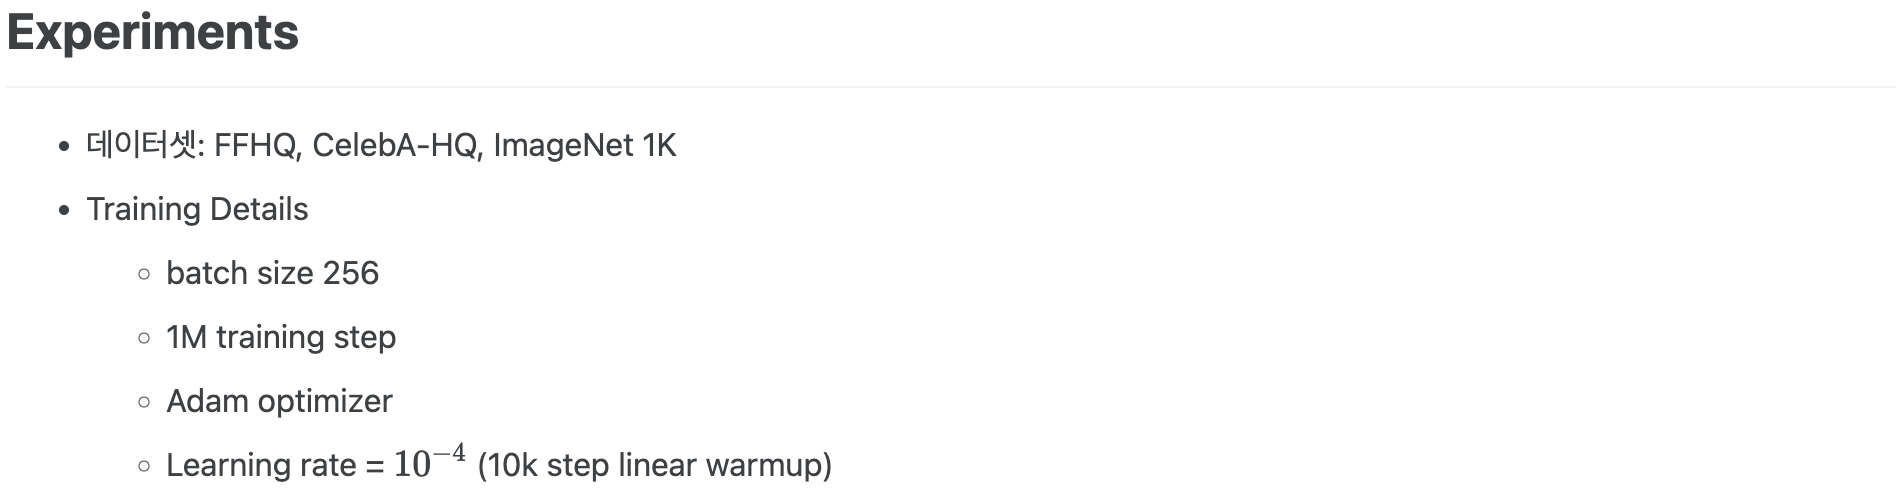 Experiments
데이터셋: FFHQ, CelebA-HQ, ImageNet 1K
Training Details
batch size 256
1M training step
Adam optimizer
Learning rate = 10⁻⁴ (10k step linear warmup)